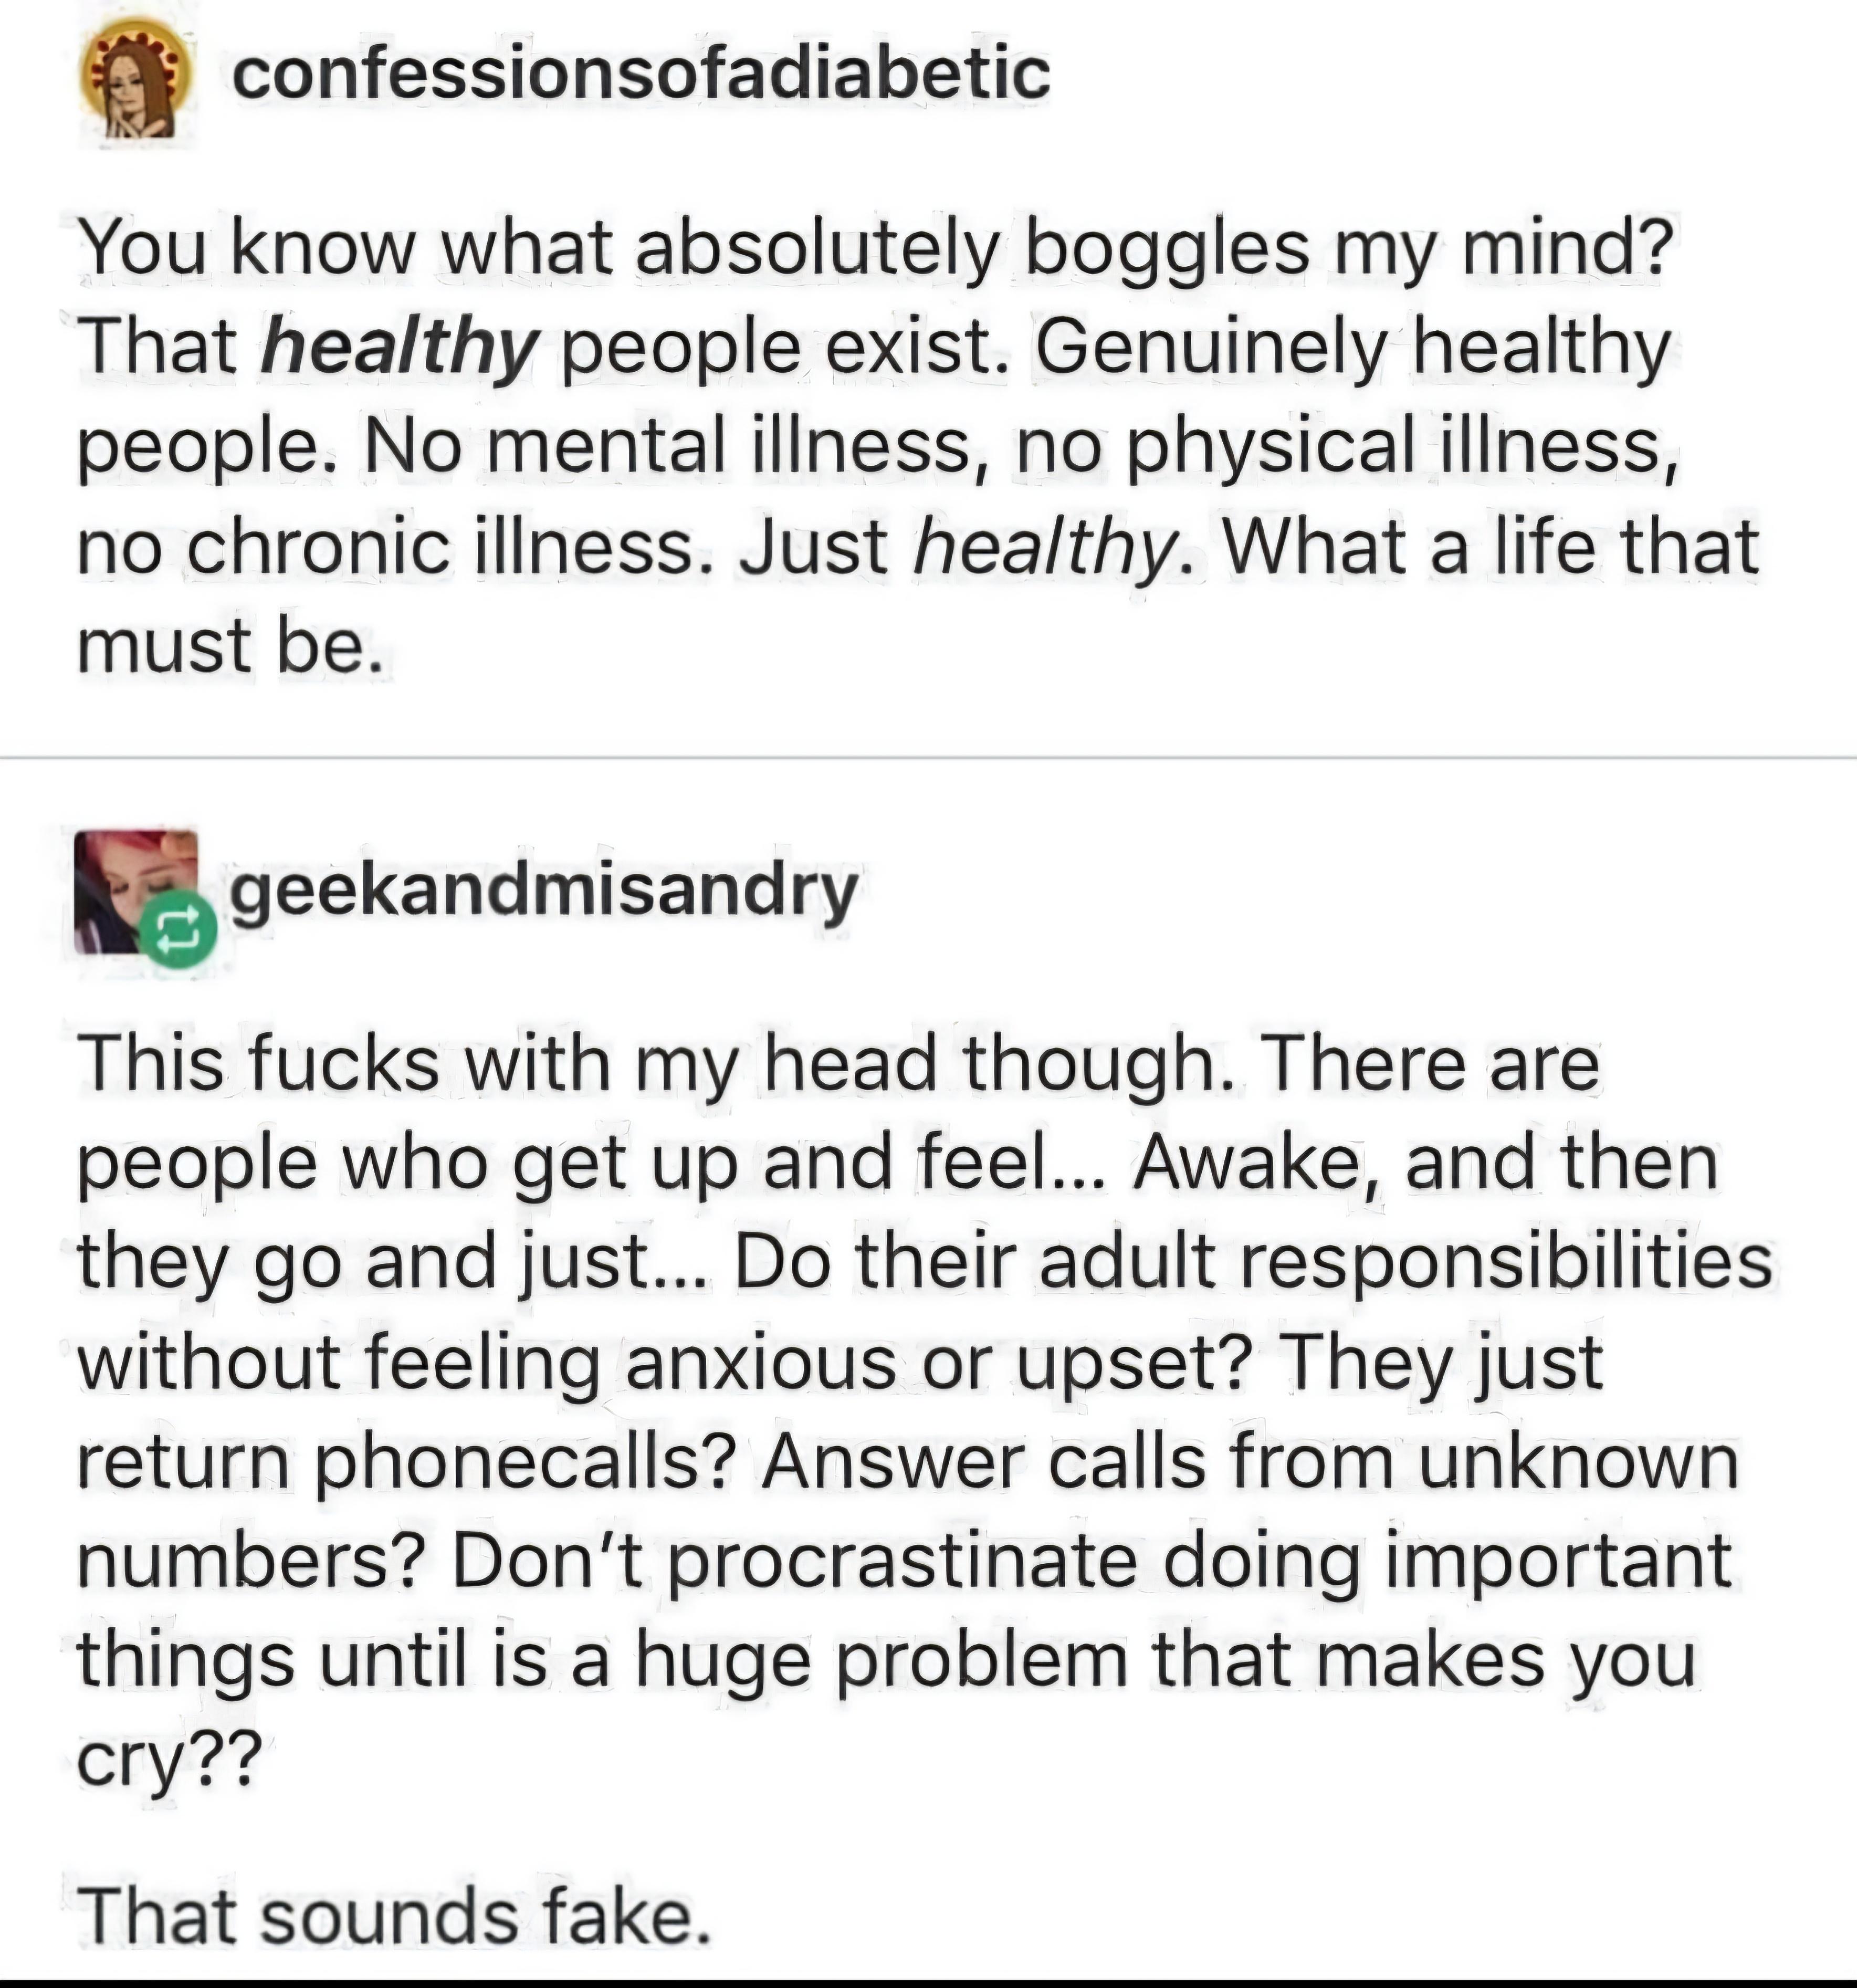 confessionsofadiabetic
You know what absolutely boggles my mind?
That healthy people exist. Genuinely healthy
people. No mental illness, no physical illness,
no chronic illness. Just healthy. What a life that
must be.
geekandmisandry
This fucks with my head though. There are
people who get up and feel... Awake, and then
they go and just... Do their adult responsibilities
without feeling anxious or upset? They just
return phonecalls? Answer calls from unknown
numbers? Don’t procrastinate doing important
things until is a huge problem that makes you
cry??
That sounds fake.